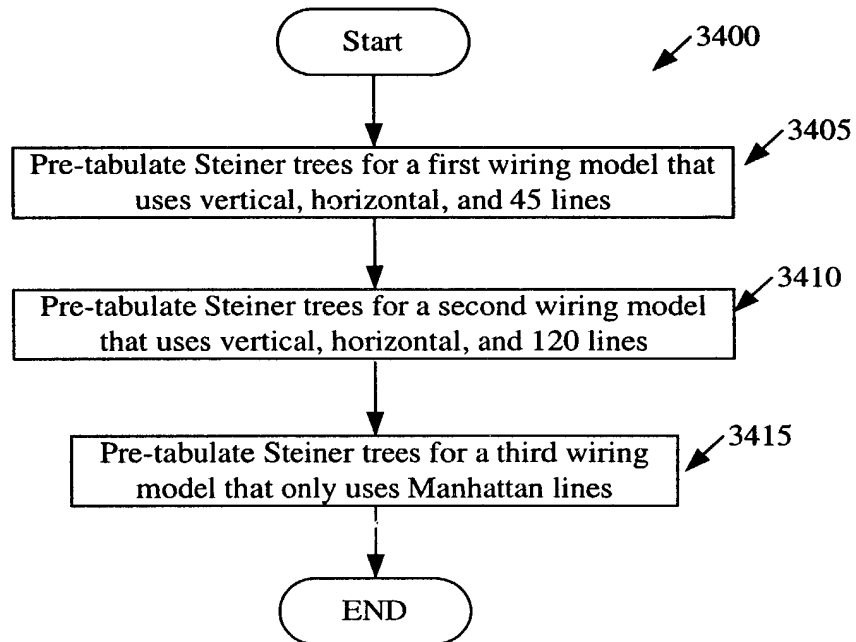 Start
3400
3405
Pre-tabulate Steiner trees for a first wiring model that
uses vertical, horizontal, and 45 lines
3410
Pre-tabulate Steiner trees for a second wiring model
that uses vertical, horizontal, and 120 lines
3415
Pre-tabulate Steiner trees for a third wiring
model that only uses Manhattan lines
END